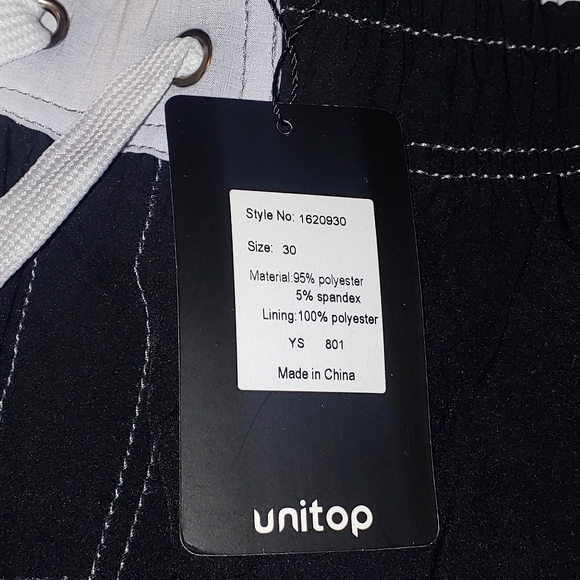 Style No: 1620930
Size: 30
Material:95% polyester
5% spandex
Lining:100% polyester
YS 801
Made in China
unitop